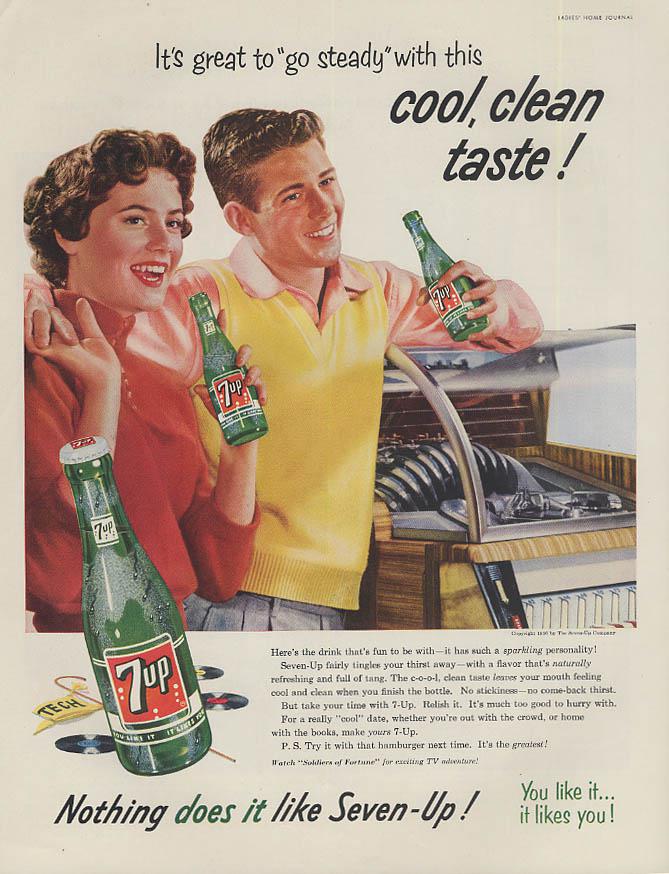 LADIES' HOME JOURNAL
It's great to "go steady" with this
cool, clean
taste!
7up
7up
7up
7up
7up
7up
YOU LIKE IT IT LIKES YOU
TECH
Copyright 1956 by The Seven-Up Company
Here's the drink that's fun to be with—it has such a sparkling personality!
Seven-Up fairly tingles your thirst away—with a flavor that's naturally
refreshing and full of tang. The c-o-o-l, clean taste leaves your mouth feeling
cool and clean when you finish the bottle. No stickiness—no come-back thirst.
But take your time with 7-Up. Relish it. It's much too good to hurry with.
For a really "cool" date, whether you're out with the crowd, or home
with the books, make yours 7-Up.
P. S. Try it with that hamburger next time. It's the greatest!
Watch "Soldiers of Fortune" for exciting TV adventure!
Nothing does it like Seven-Up!
You like it...
it likes you!